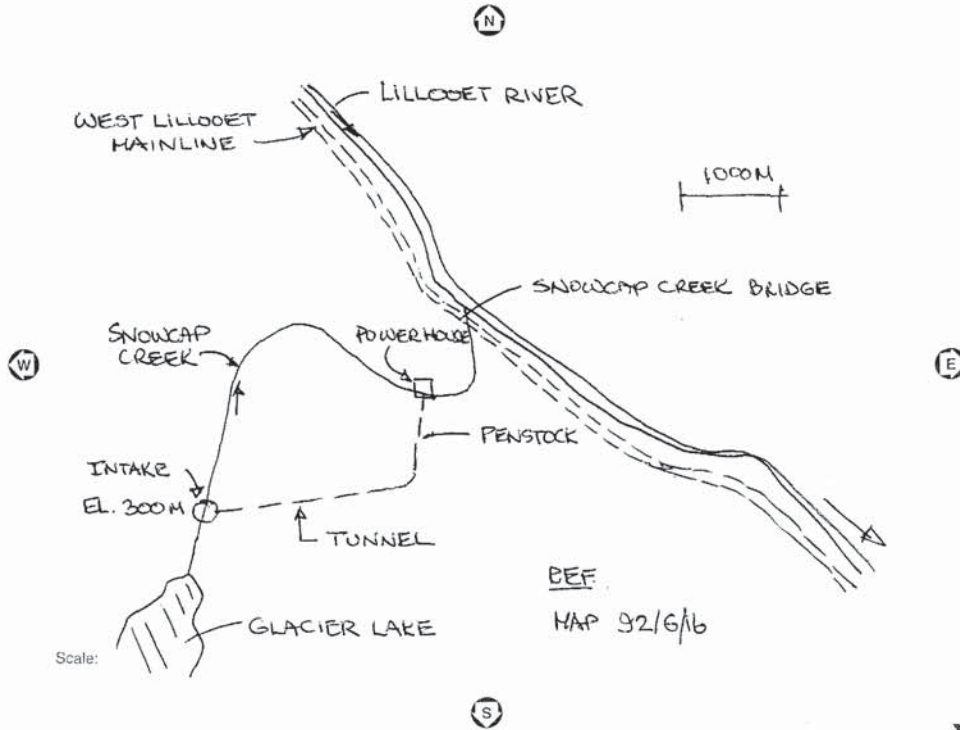 N
LILLOOET RIVER
WEST LILLOOET
MAINLINE
1000M
SNOWCAP CREEK BRIDGE
SNOWCAP
CREEK
POWERHOUSE
W
E
PENSTOCK
INTAKE
EL. 300M
TUNNEL
REF.
MAP 92/G/16
GLACIER LAKE
Scale:
S